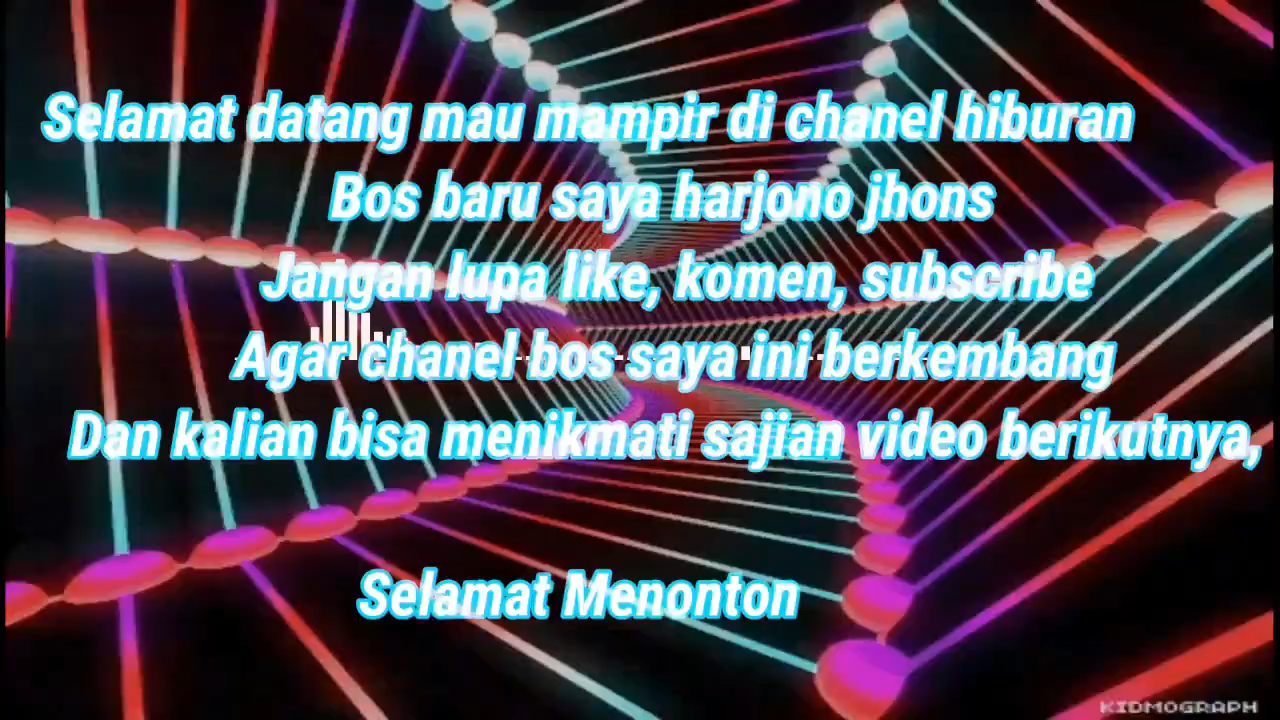 Selamat datang mau mampir di chanel hiburan
Bos baru saya harjono jhons
Jangan lupa like, komen, subscribe
Agar chanel bos saya ini berkembang
Dan kalian bisa menikmati sajian video berikutnya,
Selamat Menonton
KIDMOGRAPH